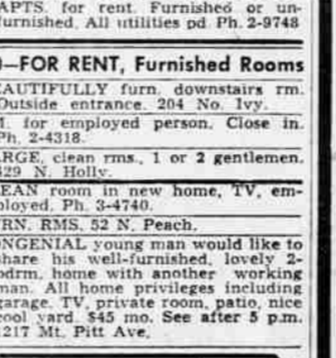 APTS. for rent. Furnished or un-
furnished. All utilities pd. Ph. 2-9748
—FOR RENT, Furnished Rooms
EAUTIFULLY furn. downstairs rm.
Outside entrance. 204 No. Ivy.
for employed person. Close in.
Ph. 2-4318.
ARGE, clean rms., 1 or 2 gentlemen.
429 N. Holly.
EAN room in new home, TV, em-
ployed. Ph. 3-4740.
RN. RMS. 52 N. Peach.
ONGENIAL young man would like to
share his well-furnished, lovely 2-
bdrm. home with another working
man. All home privileges including
garage, TV, private room, patio, nice
cool yard. $45 mo. See after 5 p.m.
1217 Mt. Pitt Ave.